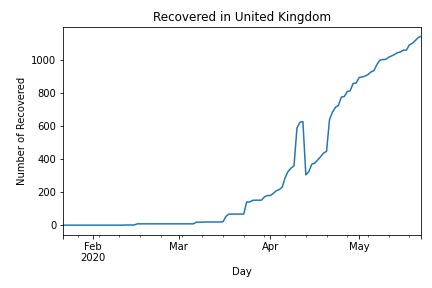 Recovered in United Kingdom
Number of Recovered
1000
800
600
400
200
0
Feb
2020
Mar
Apr
May
Day